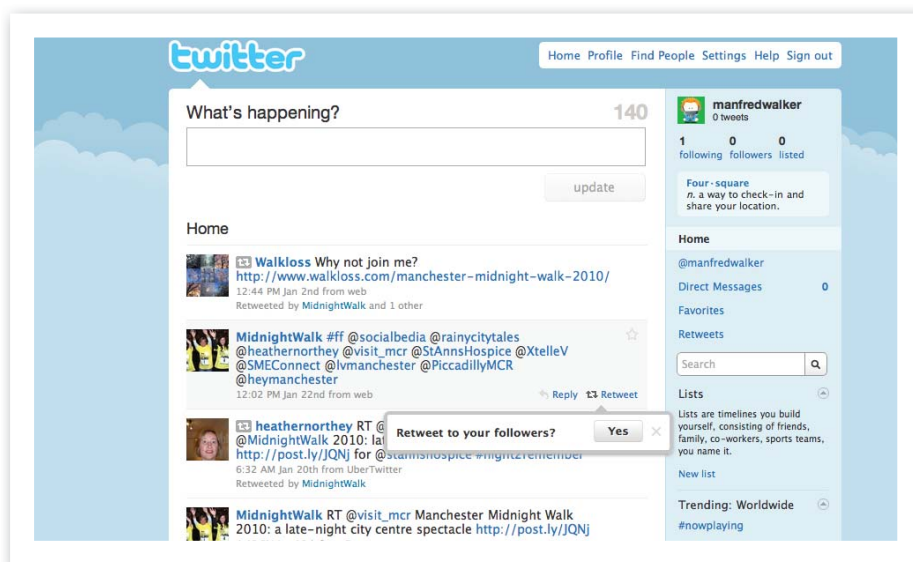 twitter
Home Profile Find People Settings Help Sign out
What's happening?
140
update
Home
Walkloss Why not join me?
http://www.walkloss.com/manchester-midnight-walk-2010/
12:44 PM Jan 2nd from web
Retweeted by MidnightWalk and 1 other
MidnightWalk #ff @socialbedia @rainycitytales
@heathernorthey @visit_mcr @StAnnsHospice @XtelleV
@SMEConnect @lvmanchester @PiccadillyMCR
@heymanchester
12:02 PM Jan 22nd from web
Reply Retweet
Retweet to your followers? Yes
heathernorthey RT @
@MidnightWalk 2010:
http://post.ly/JQNj for @stannshospice #night2remember
6:32 AM Jan 20th from UberTwitter
Retweeted by MidnightWalk
MidnightWalk RT @visit_mcr Manchester Midnight Walk
2010: a late-night city centre spectacle http://post.ly/JQNj
manfredwalker
0 tweets
1 0 0
following followers listed
Four·square
n. a way to check-in and
share your location.
Home
@manfredwalker
Direct Messages 0
Favorites
Retweets
Search
Lists
Lists are timelines you build
yourself, consisting of friends,
family, co-workers, sports teams,
you name it.
New list
Trending: Worldwide
#nowplaying